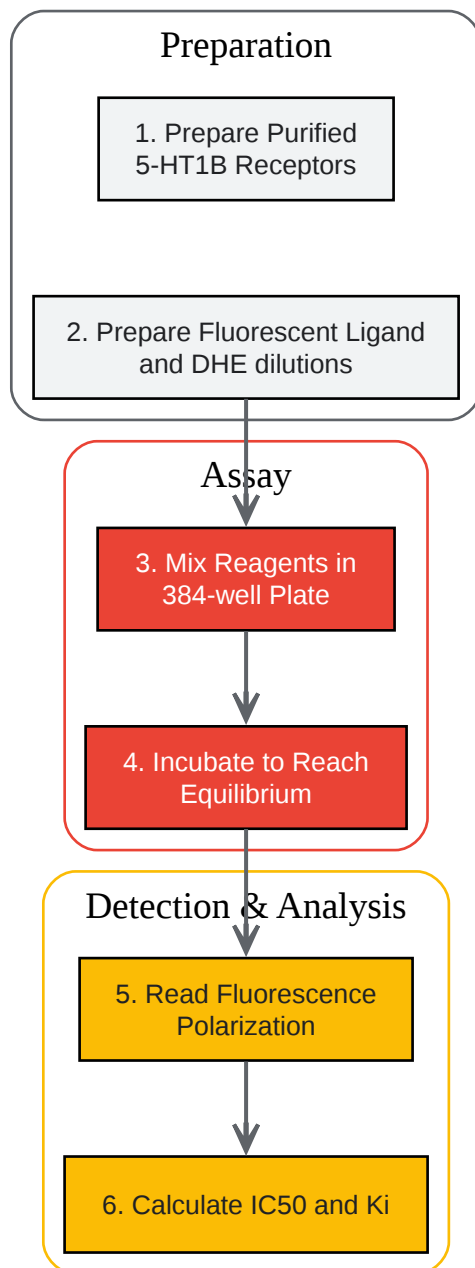 Preparation
1. Prepare Purified
5-HT1B Receptors
2. Prepare Fluorescent Ligand
and DHE dilutions
Assay
3. Mix Reagents in
384-well Plate
4. Incubate to Reach
Equilibrium
Detection & Analysis
5. Read Fluorescence
Polarization
6. Calculate IC50 and Ki